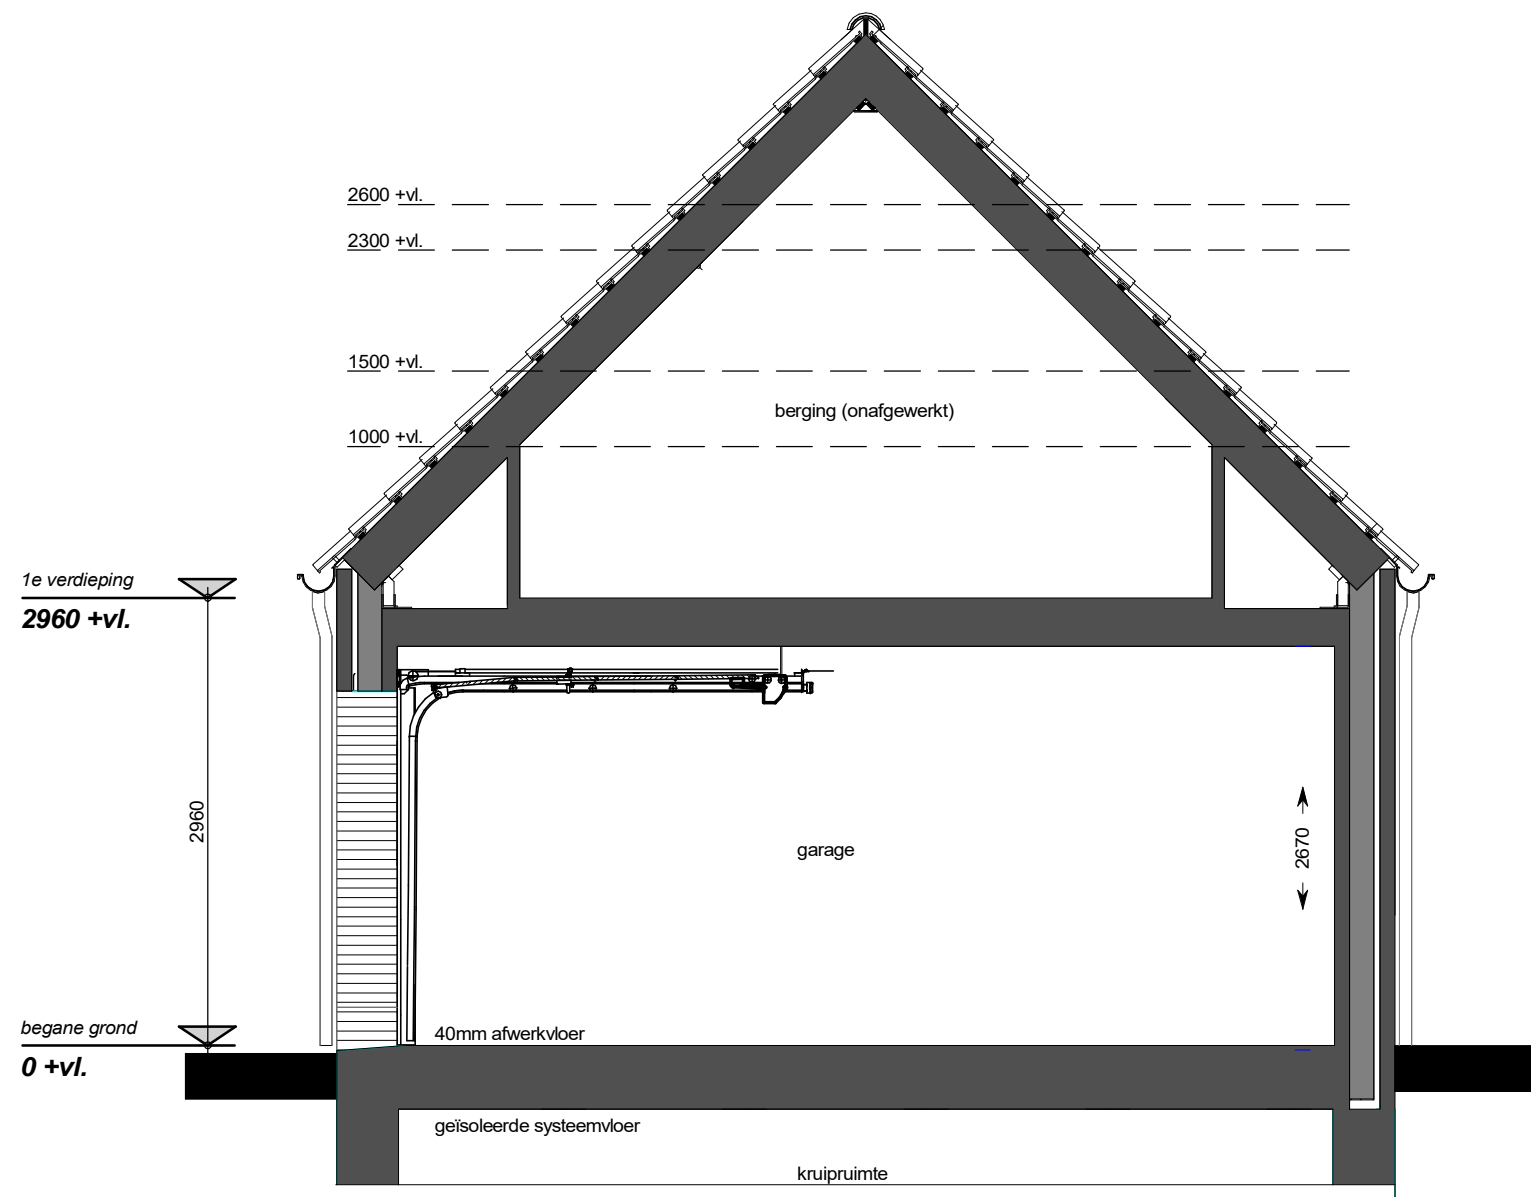 2600 +vl.
2300 +vl.
1500 +vl.
berging (onafgewerkt)
1000 +vl.
1e verdieping
2960 +vl.
2960
garage
2670
40mm afwerkvloer
begane grond
0 +vl.
geïsoleerde systeemvloer
kruipruimte